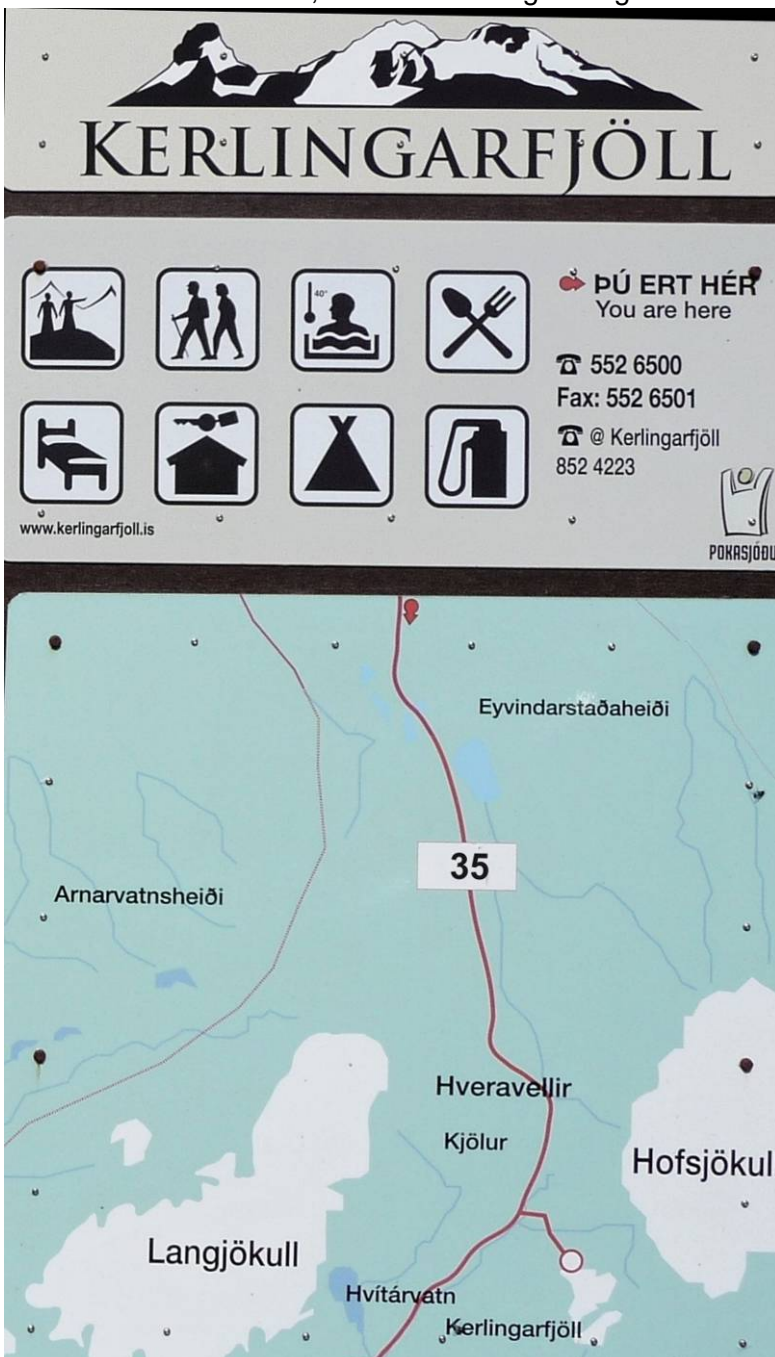 KERLINGARFJÖLL
40°
ÞÚ ERT HÉR
You are here
552 6500
Fax: 552 6501
@ Kerlingarfjöll
852 4223
www.kerlingarfjoll.is
Eyvindarstaðaheiði
35
Arnarvatnsheiði
Hveravellir
Kjölur
Hofsjökul
Langjökull
Hvítárvatn
Kerlingarfjöll